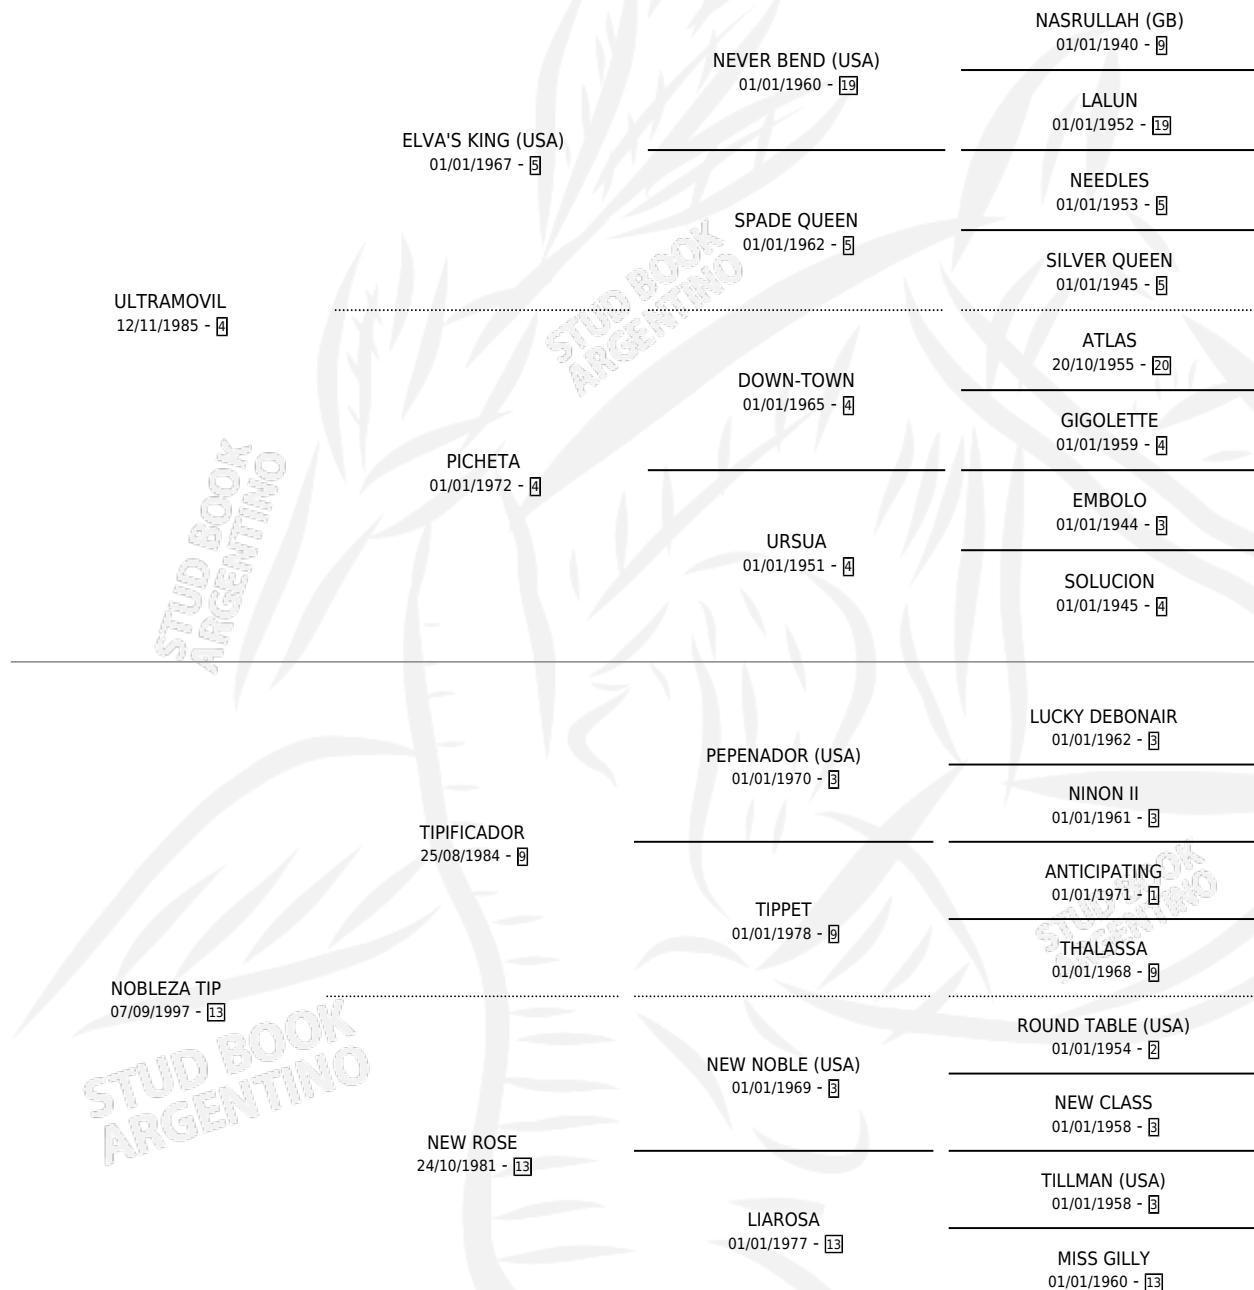 NASRULLAH (GB)
01/01/1940 - 9
NEVER BEND (USA)
01/01/1960 - 19
LALUN
01/01/1952 - 19
ELVA'S KING (USA)
01/01/1967 - 5
NEEDLES
01/01/1953 - 5
SPADE QUEEN
01/01/1962 - 5
SILVER QUEEN
01/01/1945 - 5
ULTRAMOVIL
12/11/1985 - 4
ATLAS
20/10/1955 - 20
DOWN-TOWN
01/01/1965 - 4
GIGOLETTE
01/01/1959 - 4
PICHETA
01/01/1972 - 4
EMBOLO
01/01/1944 - 3
URSUA
01/01/1951 - 4
SOLUCION
01/01/1945 - 4
LUCKY DEBONAIR
01/01/1962 - 3
PEPENADOR (USA)
01/01/1970 - 3
NINON II
01/01/1961 - 3
TIPIFICADOR
25/08/1984 - 9
ANTICIPATING
01/01/1971 - 1
TIPPET
01/01/1978 - 9
THALASSA
01/01/1968 - 9
NOBLEZA TIP
07/09/1997 - 13
ROUND TABLE (USA)
01/01/1954 - 2
NEW NOBLE (USA)
01/01/1969 - 3
NEW CLASS
01/01/1958 - 3
NEW ROSE
24/10/1981 - 13
TILLMAN (USA)
01/01/1958 - 3
LIAROSA
01/01/1977 - 13
MISS GILLY
01/01/1960 - 13
STUD BOOK
ARGENTINO
STUD BOOK
ARGENTINO
STUD BOOK
ARGENTINO
STUD BOOK
ARGENTINO